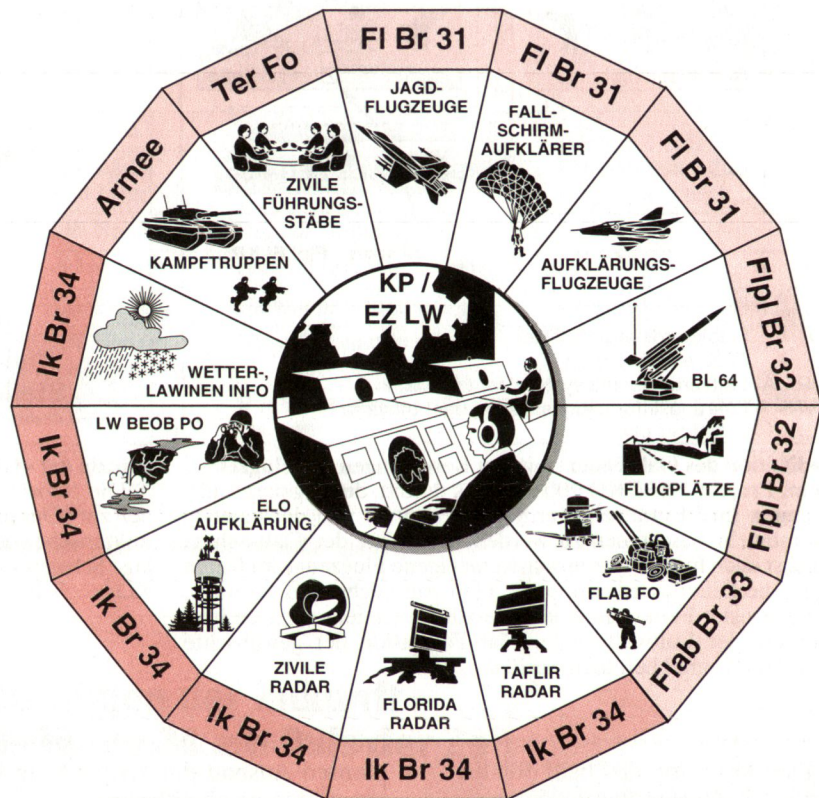 Fl Br 31
JAGD-
FLUGZEUGE
Fl Br 31
FALL-
SCHIRM-
AUFKLÄRER
Fl Br 31
AUFKLÄRUNGS-
FLUGZEUGE
Flpl Br 32
BL 64
Flpl Br 32
FLUGPLÄTZE
Flab Br 33
FLAB FO
Ik Br 34
TAFLIR
RADAR
Ik Br 34
FLORIDA
RADAR
Ik Br 34
ZIVILE
RADAR
Ik Br 34
ELO
AUFKLÄRUNG
Ik Br 34
LW BEOB PO
Ik Br 34
WETTER-,
LAWINEN INFO
Armee
KAMPFTRUPPEN
Ter Fo
ZIVILE
FÜHRUNGS-
STÄBE
KP /
EZ LW